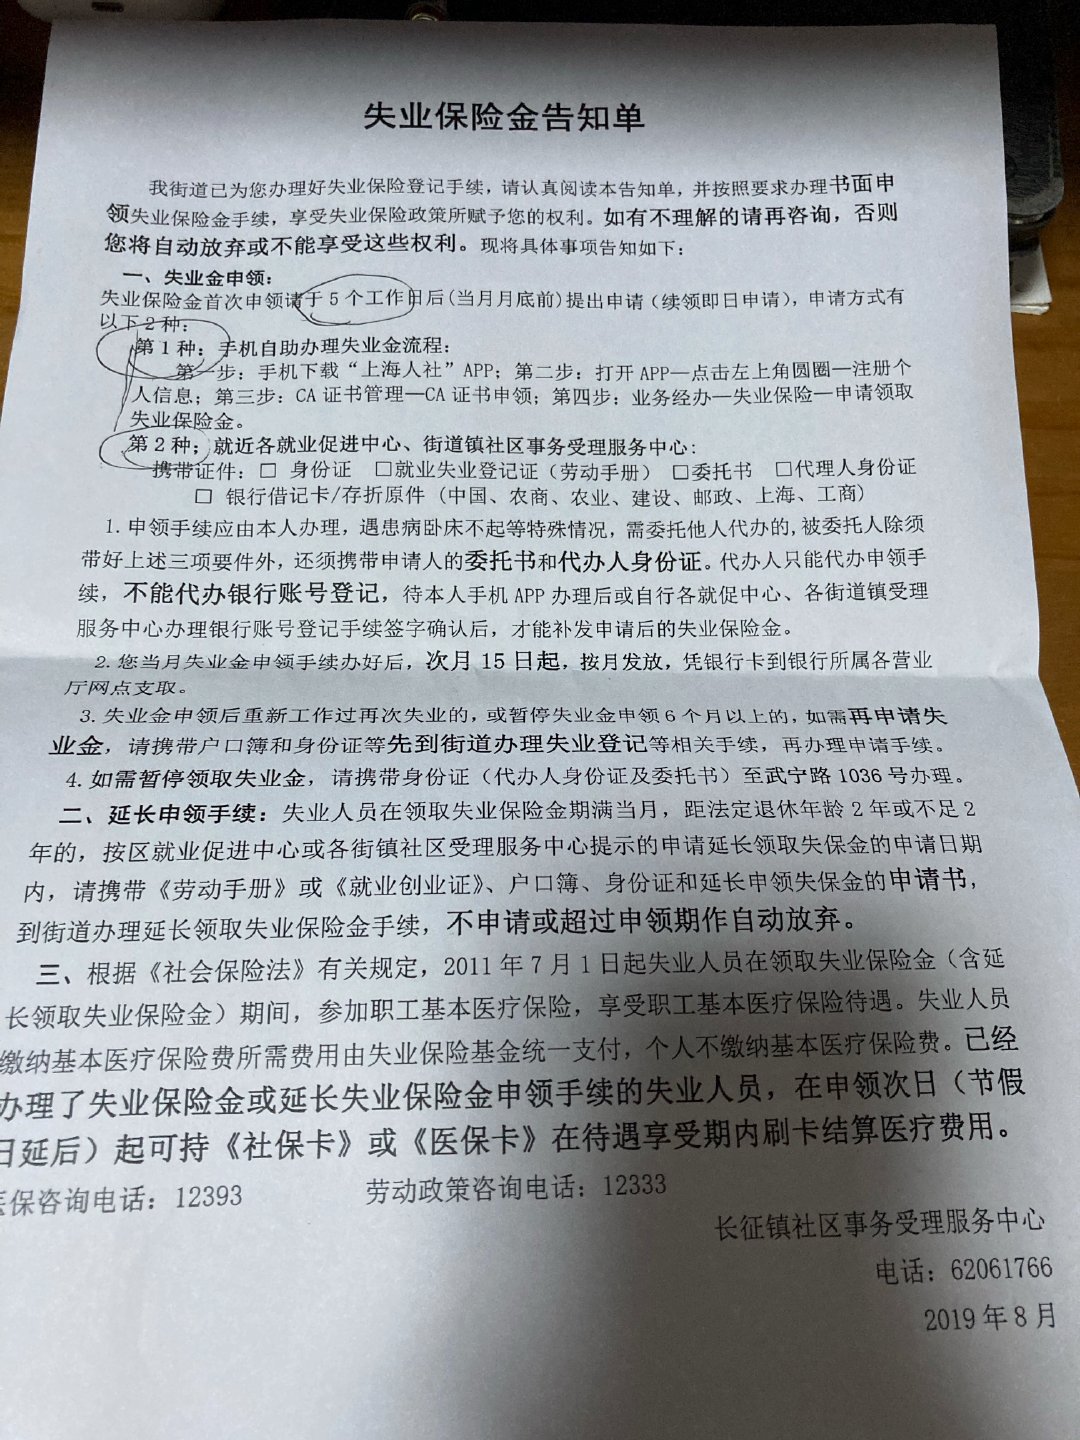 失业保险金告知单
我街道已为您办理好失业保险登记手续，请认真阅读本告知单，并按照要求办理书面申
领失业保险金手续，享受失业保险政策所赋予您的权利。如有不理解的请再咨询，否则
您将自动放弃或不能享受这些权利。现将具体事项告知如下：
一、失业金申领：
失业保险金首次申领请于5个工作日后(当月月底前)提出申请（续领即日申请），申请方式有
以下2种：
第1种：手机自助办理失业金流程：
第一步：手机下载“上海人社”APP；第二步：打开APP—点击左上角圆圈—注册个
人信息；第三步：CA证书管理—CA证书申领；第四步：业务经办—失业保险—申请领取
失业保险金。
第2种；就近各就业促进中心、街道镇社区事务受理服务中心：
携带证件：□ 身份证 □就业失业登记证（劳动手册） □委托书 □代理人身份证
□ 银行借记卡/存折原件（中国、农商、农业、建设、邮政、上海、工商）
1.申领手续应由本人办理，遇患病卧床不起等特殊情况，需委托他人代办的,被委托人除须
带好上述三项要件外，还须携带申请人的委托书和代办人身份证。代办人只能代办申领手
续，不能代办银行账号登记，待本人手机APP办理后或自行各就促中心、各街道镇受理
服务中心办理银行账号登记手续签字确认后，才能补发申请后的失业保险金。
2.您当月失业金申领手续办好后，次月15日起，按月发放，凭银行卡到银行所属各营业
厅网点支取。
3.失业金申领后重新工作过再次失业的，或暂停失业金申领6个月以上的，如需再申请失
业金，请携带户口簿和身份证等先到街道办理失业登记等相关手续，再办理申请手续。
4.如需暂停领取失业金，请携带身份证（代办人身份证及委托书）至武宁路1036号办理。
二、延长申领手续：失业人员在领取失业保险金期满当月，距法定退休年龄2年或不足2
年的，按区就业促进中心或各街镇社区受理服务中心提示的申请延长领取失保金的申请日期
内，请携带《劳动手册》或《就业创业证》、户口簿、身份证和延长申领失保金的申请书，
到街道办理延长领取失业保险金手续，不申请或超过申领期作自动放弃。
三、根据《社会保险法》有关规定，2011年7月1日起失业人员在领取失业保险金（含延
长领取失业保险金）期间，参加职工基本医疗保险，享受职工基本医疗保险待遇。失业人员
缴纳基本医疗保险费所需费用由失业保险基金统一支付，个人不缴纳基本医疗保险费。已经
办理了失业保险金或延长失业保险金申领手续的失业人员，在申领次日（节假
日延后）起可持《社保卡》或《医保卡》在待遇享受期内刷卡结算医疗费用。
医保咨询电话：12393 劳动政策咨询电话：12333
长征镇社区事务受理服务中心
电话：62061766
2019年8月